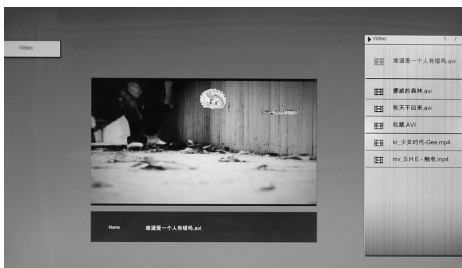 Video
Video 1 /
难道爱一个人有错吗.avi
挪威的森林.avi
秋天不回来.avi
松鼠.AVI
kr_少女时代-Gee.mp4
mv_S.H.E - 触电.mp4
Name 难道爱一个人有错吗.avi